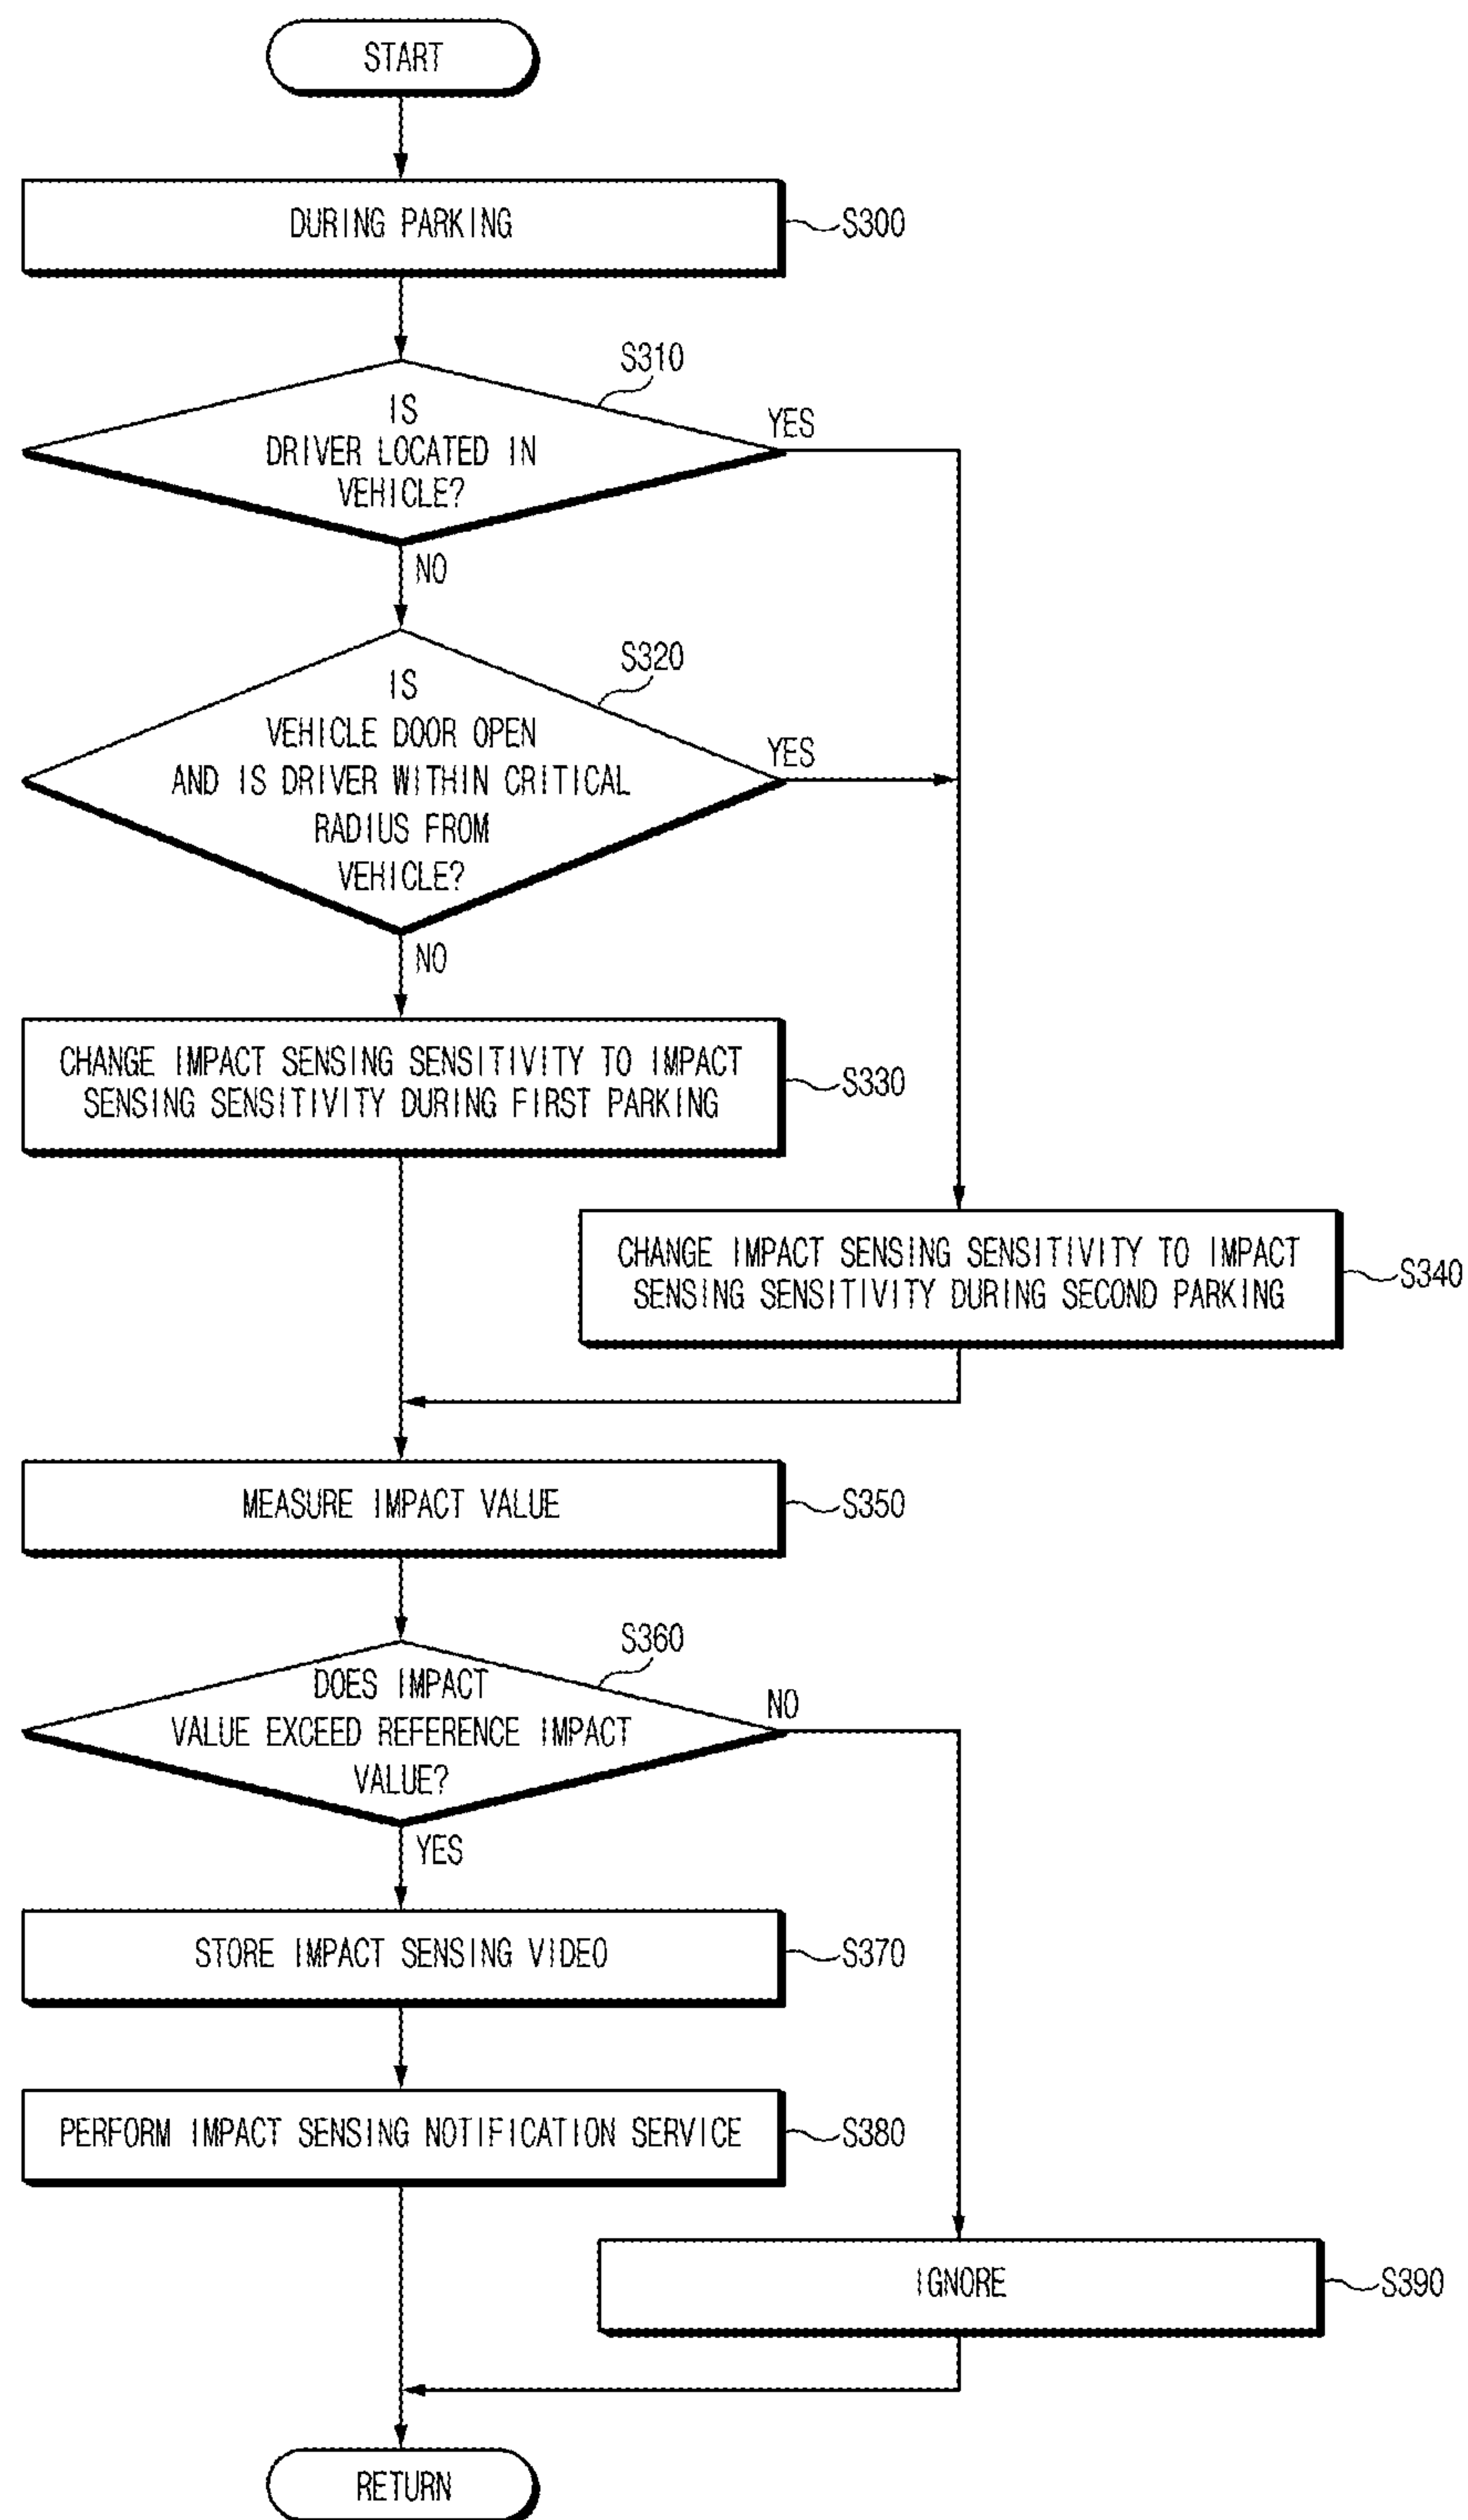 START
DURING PARKING
S300
S310
IS
DRIVER LOCATED IN
VEHICLE?
YES
NO
S320
IS
VEHICLE DOOR OPEN
AND IS DRIVER WITHIN CRITICAL
RADIUS FROM
VEHICLE?
YES
NO
CHANGE IMPACT SENSING SENSITIVITY TO IMPACT
SENSING SENSITIVITY DURING FIRST PARKING
S330
CHANGE IMPACT SENSING SENSITIVITY TO IMPACT
SENSING SENSITIVITY DURING SECOND PARKING
S340
MEASURE IMPACT VALUE
S350
S360
DOES IMPACT
VALUE EXCEED REFERENCE IMPACT
VALUE?
NO
YES
STORE IMPACT SENSING VIDEO
S370
PERFORM IMPACT SENSING NOTIFICATION SERVICE
S380
IGNORE
S390
RETURN